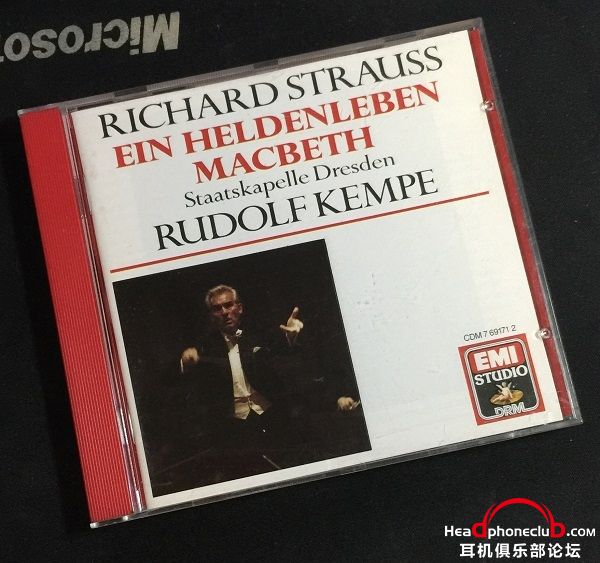 Microso
RICHARD STRAUSS
EIN HELDENLEBEN
MACBETH
Staatskapelle Dresden
RUDOLF KEMPE
CDM 7 69171 2
EMI
STUDIO
DRM
Headphoneclub.com
耳机俱乐部论坛